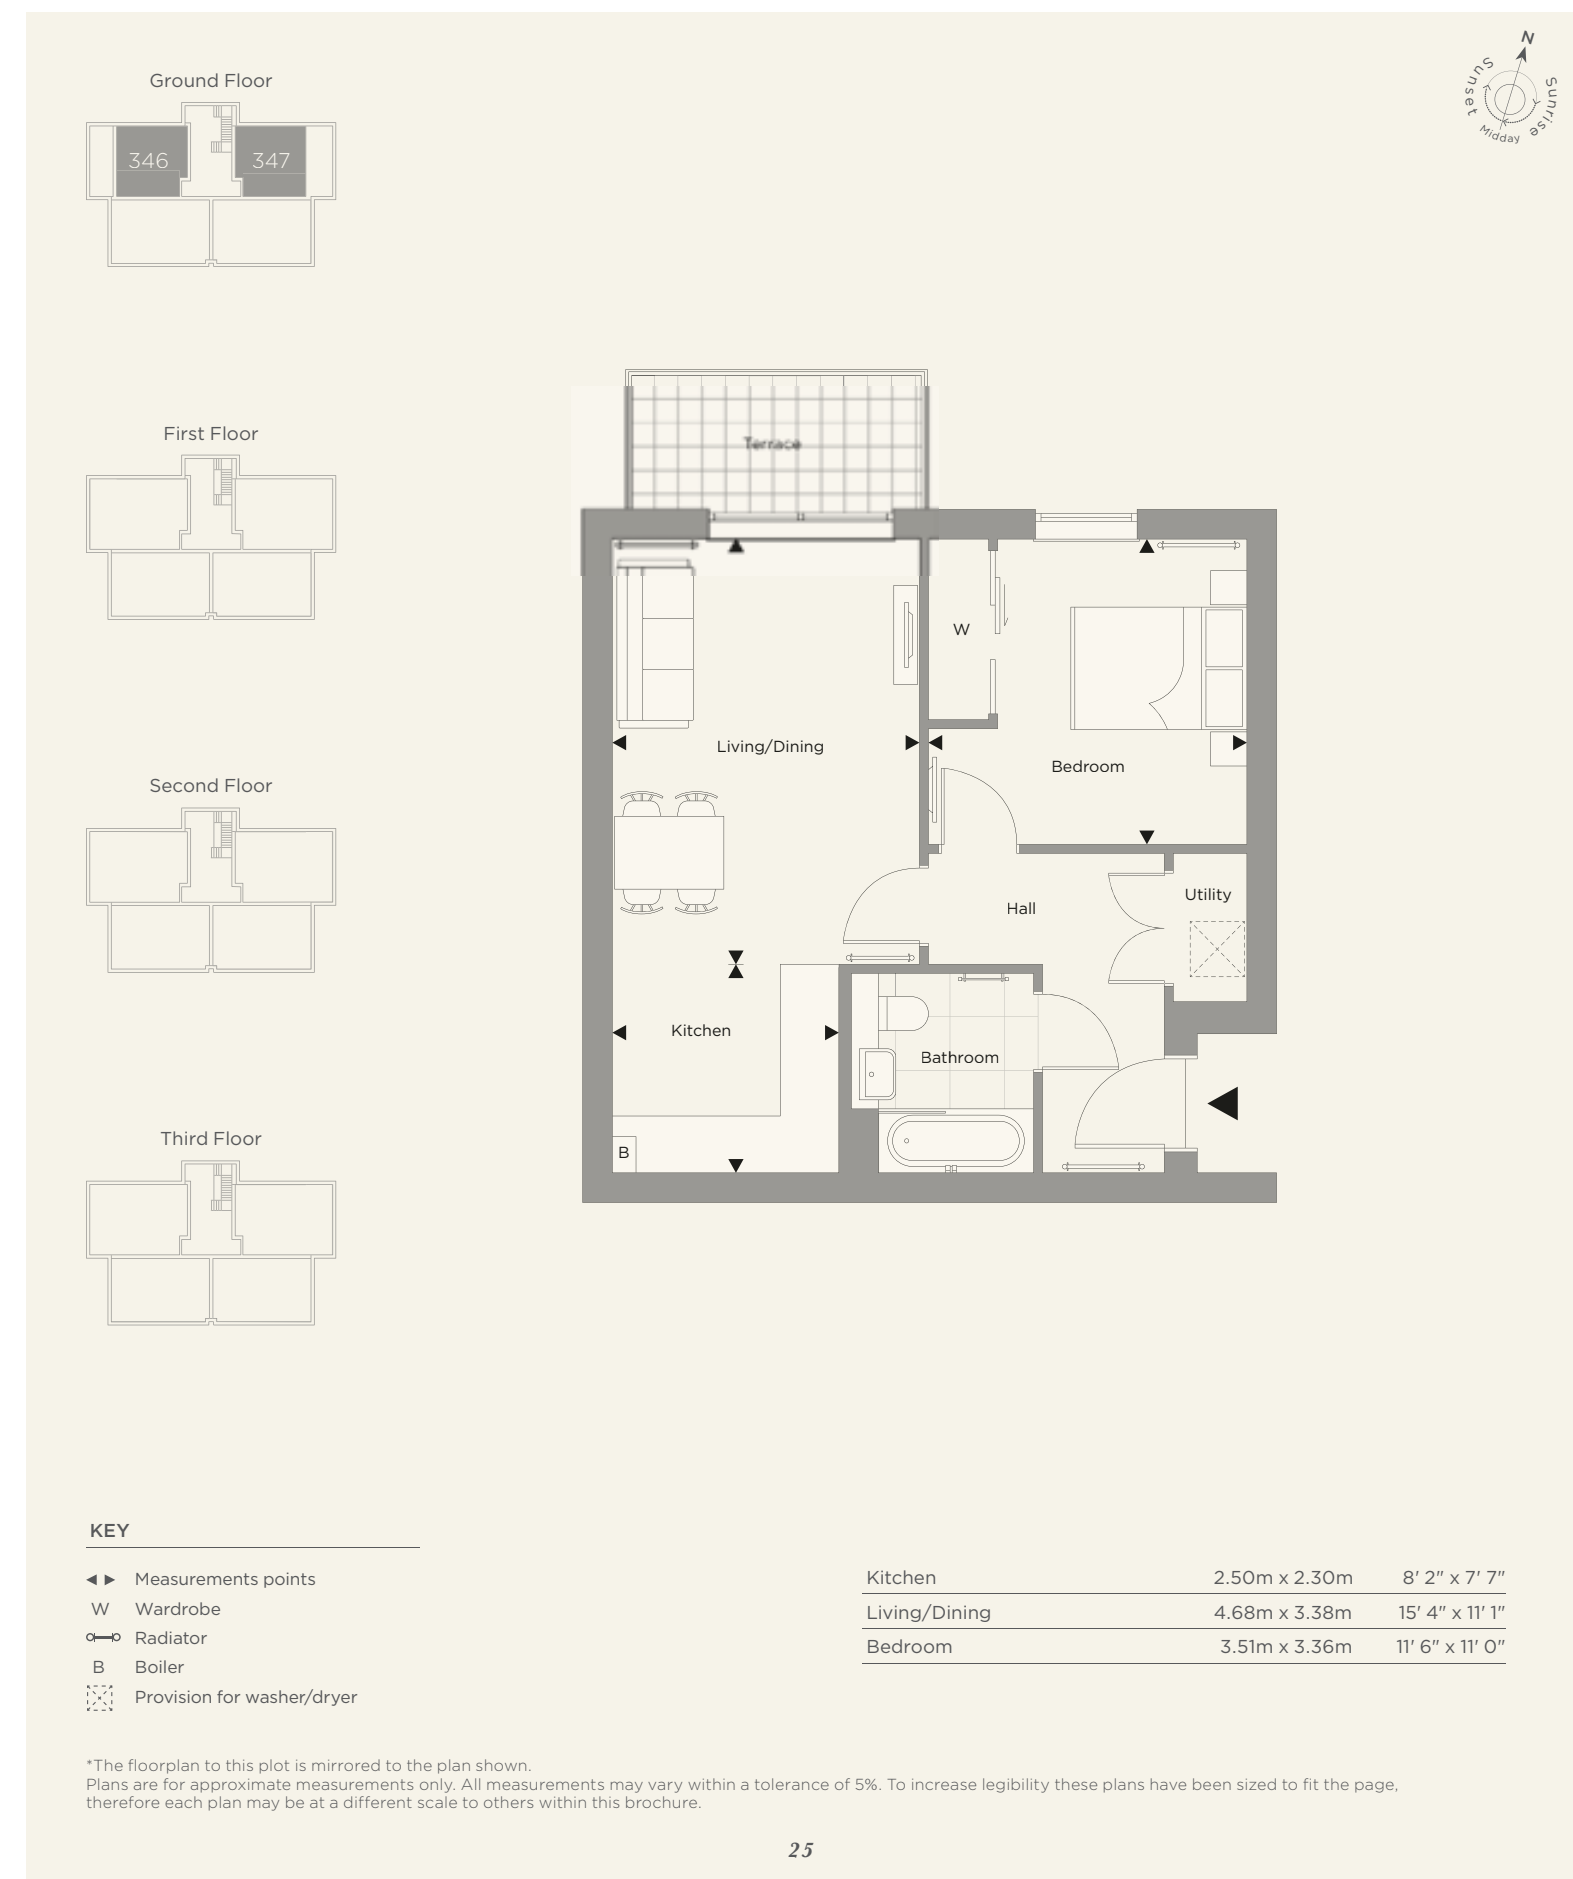 N
Sunset
Sunrise
Midday
Ground Floor
346
347
First Floor
Second Floor
Third Floor
Terrace
W
Living/Dining
Bedroom
Utility
Hall
Kitchen
Bathroom
B
KEY
Measurements points
W Wardrobe
Radiator
B Boiler
Provision for washer/dryer
Kitchen 2.50m x 2.30m 8' 2" x 7' 7"
Living/Dining 4.68m x 3.38m 15' 4" x 11' 1"
Bedroom 3.51m x 3.36m 11' 6" x 11' 0"
*The floorplan to this plot is mirrored to the plan shown.
Plans are for approximate measurements only. All measurements may vary within a tolerance of 5%. To increase legibility these plans have been sized to fit the page,
therefore each plan may be at a different scale to others within this brochure.
25